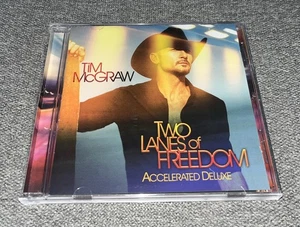 TIM
McGRAW
TWO
LANES of
FREEDOM
ACCELERATED DELUXE